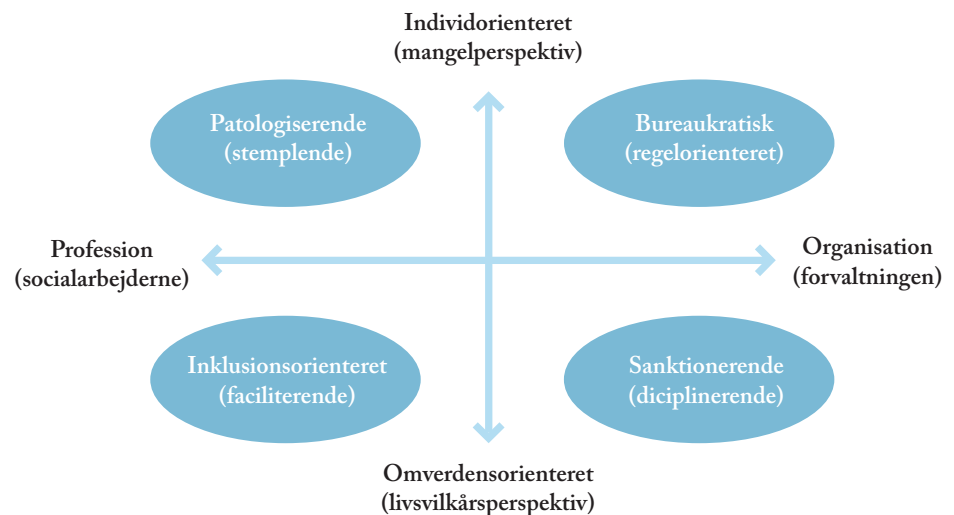 Individorienteret
(mangelperspektiv)
Patologiserende
(stemplende)
Bureaukratisk
(regelorienteret)
Profession
(socialarbejderne)
Organisation
(forvaltningen)
Inklusionsorienteret
(faciliterende)
Sanktionerende
(diciplinerende)
Omverdensorienteret
(livsvilkårsperspektiv)